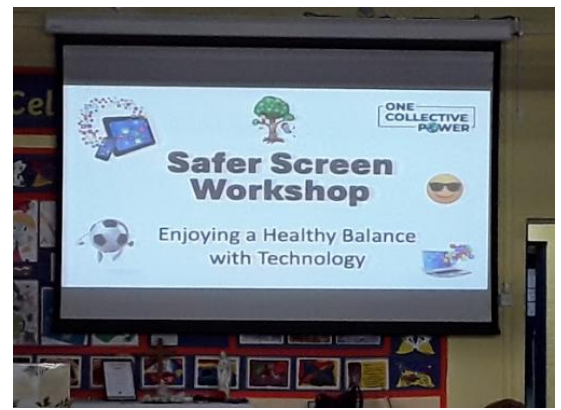 Cel
ONE
COLLECTIVE
POWER
Safer Screen
Workshop
Enjoying a Healthy Balance
with Technology